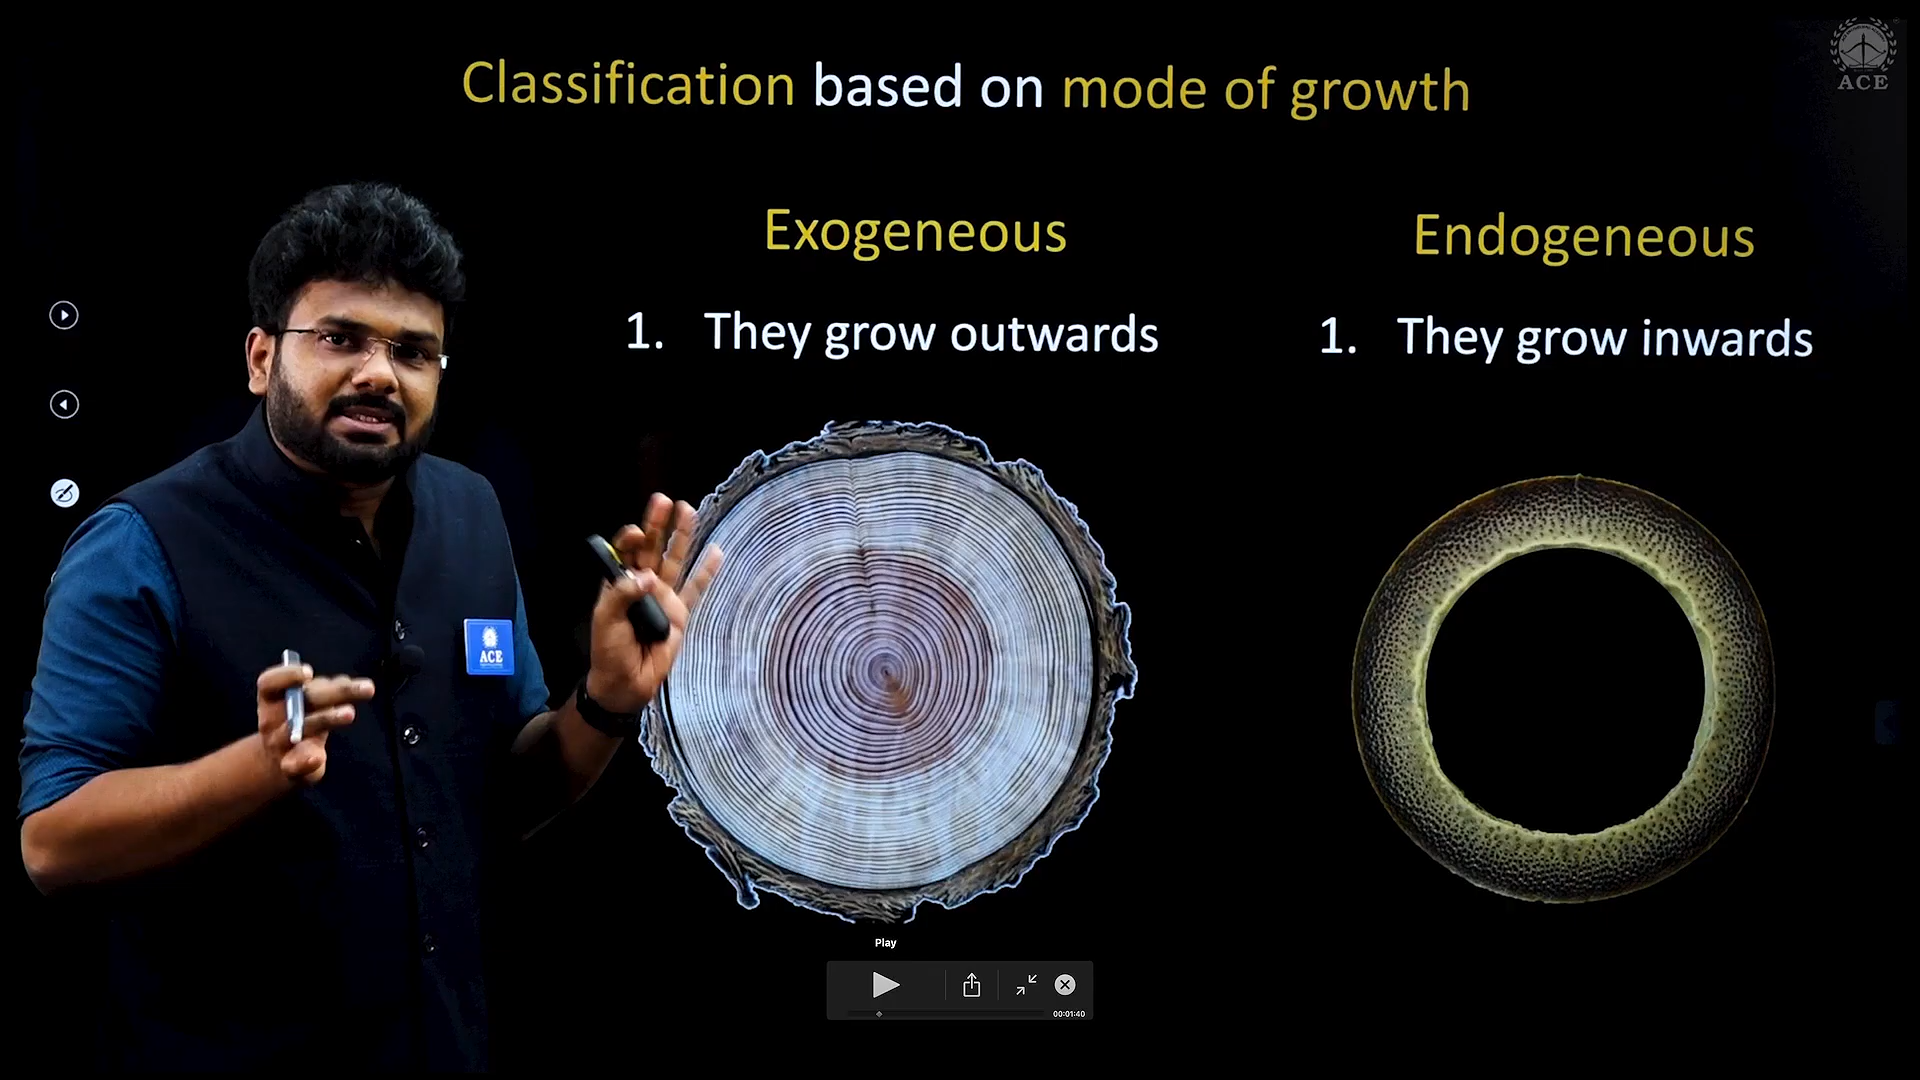 ACE
Classification based on mode of growth
Exogeneous
Endogeneous
1. They grow outwards
1. They grow inwards
ACE
Play
00:01:40